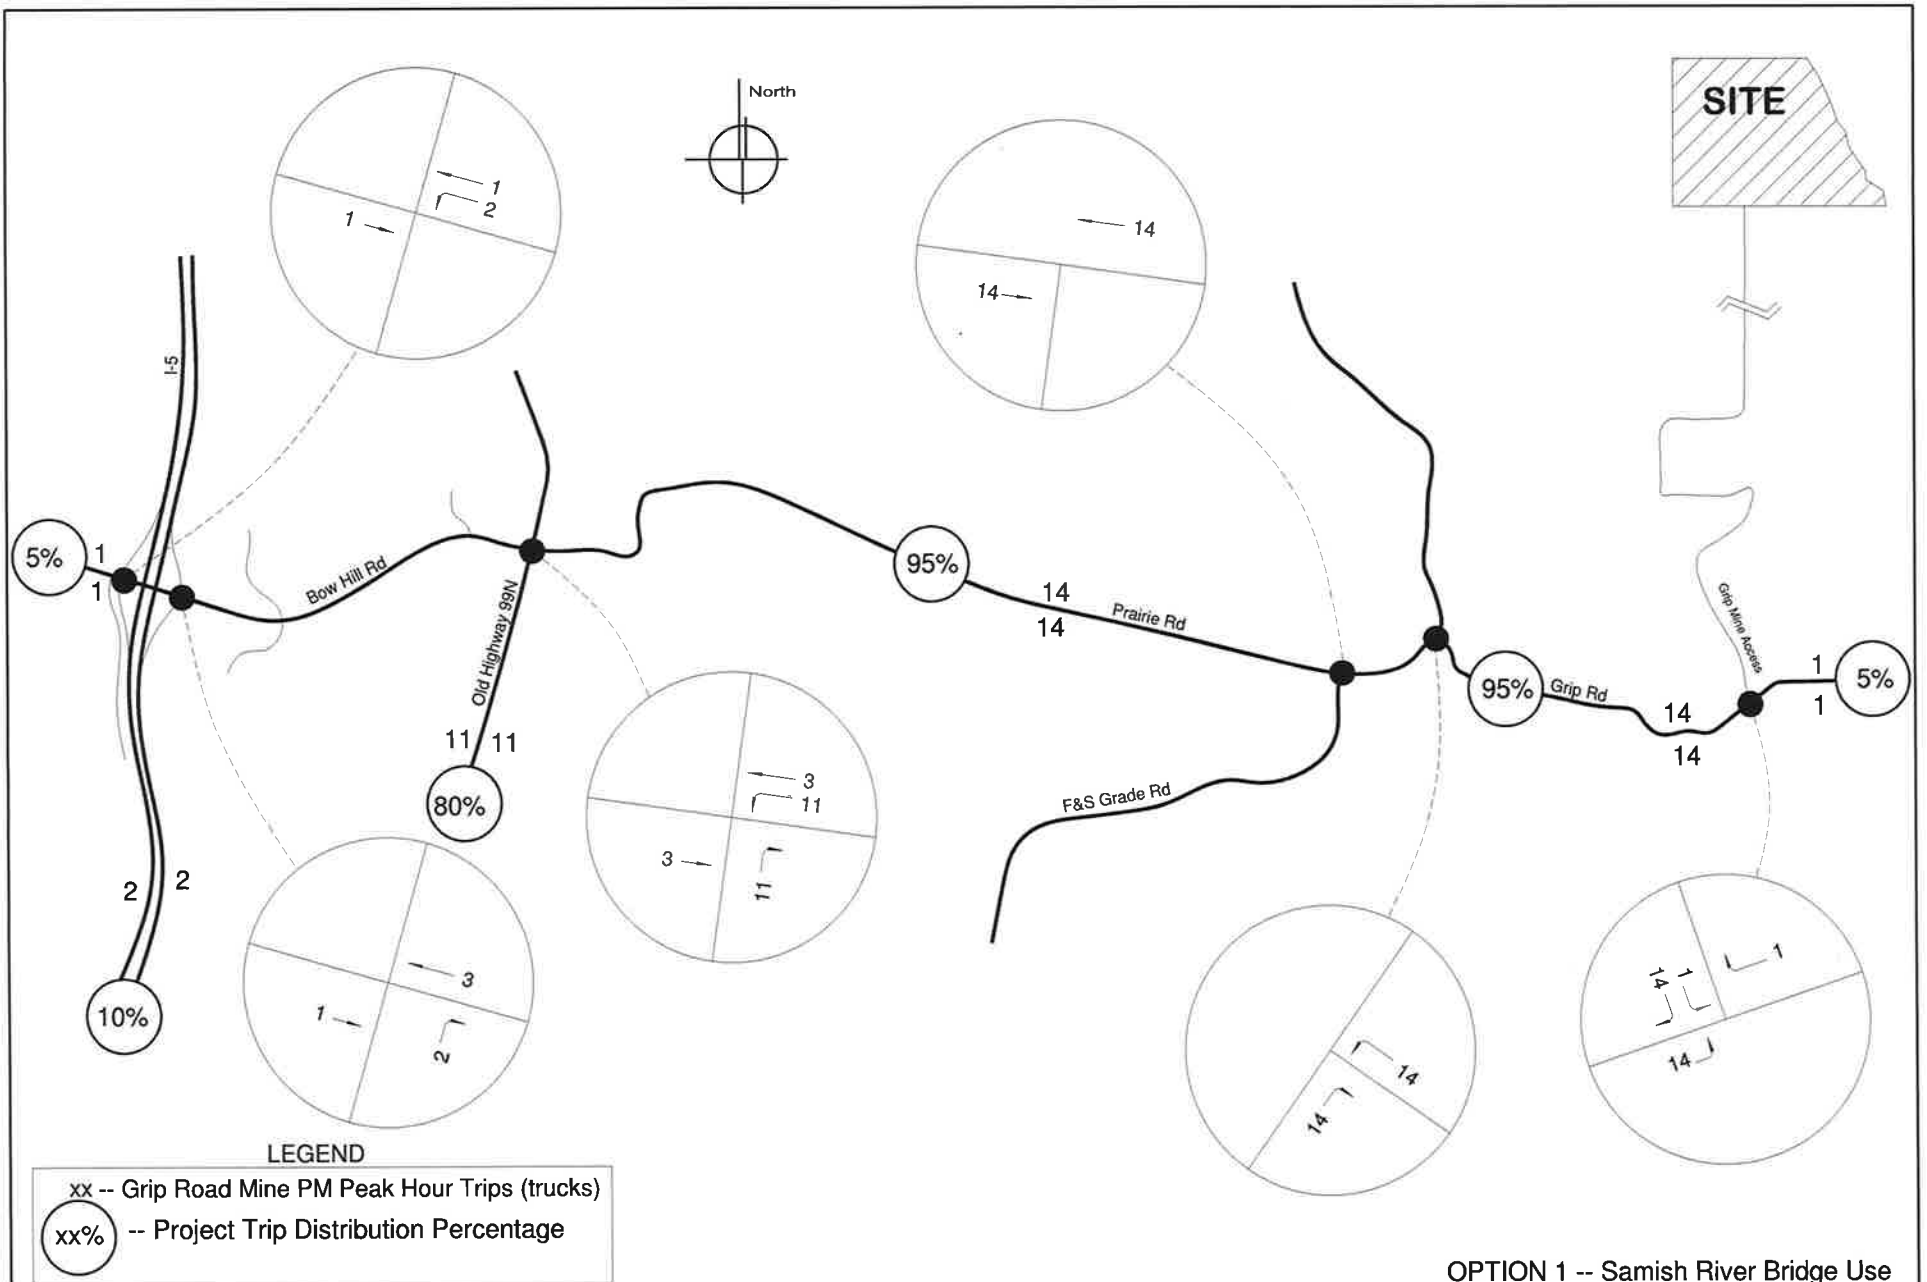 North
SITE
1
2
1
14
14
I-5
5%
1
1
Bow Hill Rd
Old Highway 99N
95%
14
14
Prairie Rd
Grip Mine Access
95%
Grip Rd
14
14
1
1
5%
11
11
80%
F&S Grade Rd
3
11
3
11
2
2
10%
3
1
2
14
14
1
14
1
14
LEGEND
xx -- Grip Road Mine PM Peak Hour Trips (trucks)
xx% -- Project Trip Distribution Percentage
OPTION 1 -- Samish River Bridge Use